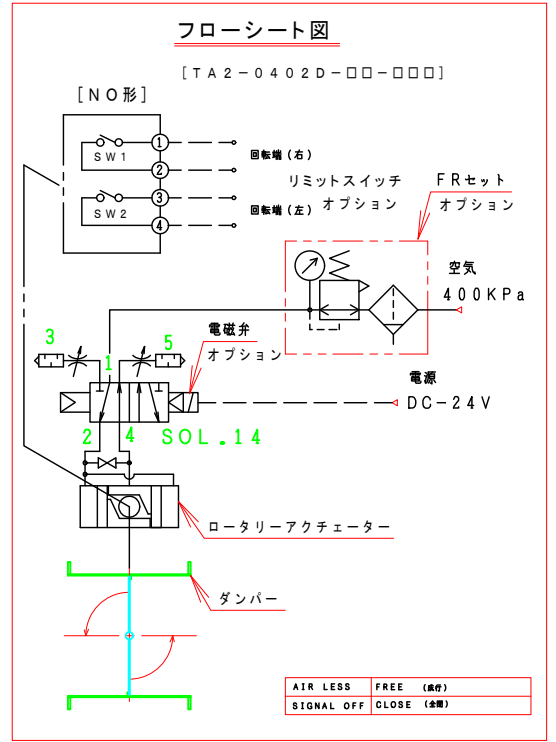 フローシート図
[TA2-0402D-□□-□□□]
[NO形]
SW1
1
2
回転端(右)
SW2
3
4
回転端(左)
リミットスイッチ
オプション
FRセット
オプション
空気
400KPa
電磁弁
オプション
3
1
5
電源
DC-24V
2
4
SOL.14
ロータリーアクチェーター
ダンパー
AIR LESS FREE
SIGNAL OFF CLOSE (全閉)